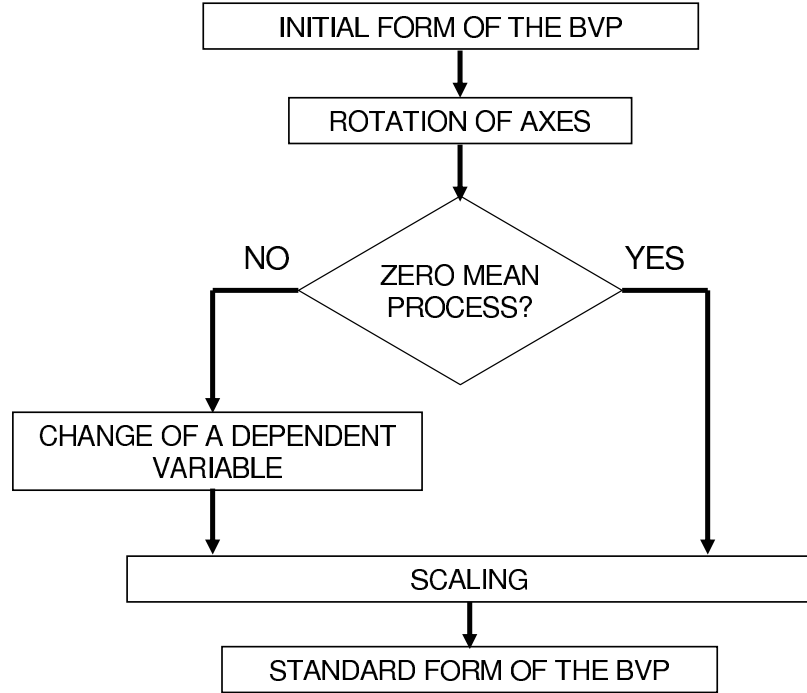 INITIAL FORM OF THE BVP
ROTATION OF AXES
NO
YES
ZERO MEAN
PROCESS?
CHANGE OF A DEPENDENT
VARIABLE
SCALING
STANDARD FORM OF THE BVP